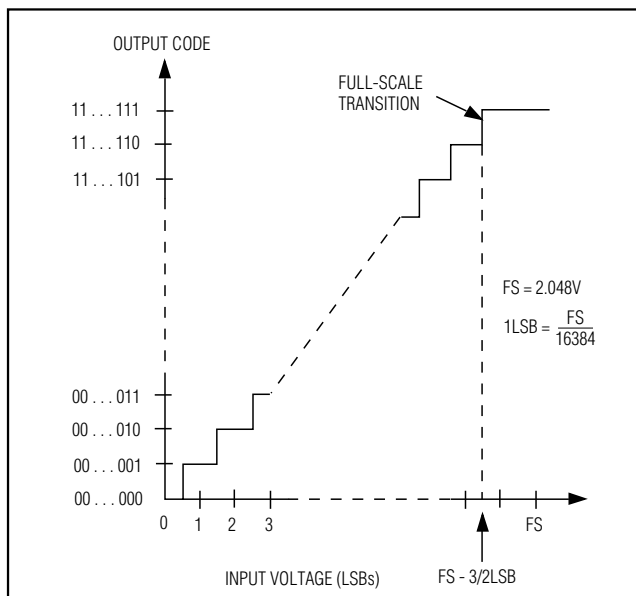 OUTPUT CODE
FULL-SCALE
TRANSITION
11 . . . 111
11 . . . 110
11 . . . 101
FS = 2.048V
1LSB = FS
16384
00 . . . 011
00 . . . 010
00 . . . 001
00 . . . 000
0 1 2 3 FS
INPUT VOLTAGE (LSBs) FS - 3/2LSB